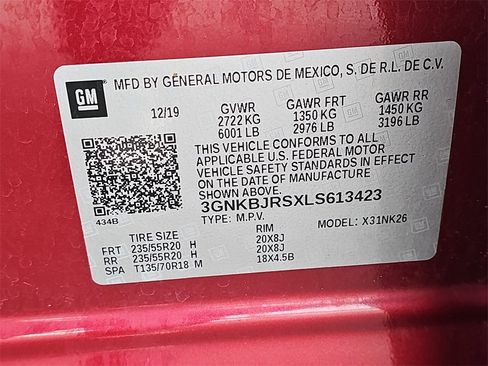 GM
MFD BY GENERAL MOTORS DE MEXICO, S. DE R.L. DE C.V.
12/19 GVWR GAWR FRT GAWR RR
2722 KG 1350 KG 1450 KG
6001 LB 2976 LB 3196 LB
THIS VEHICLE CONFORMS TO ALL
APPLICABLE U.S. FEDERAL MOTOR
VEHICLE SAFETY STANDARDS IN EFFECT
ON THE DATE OF MANUFACTURE
SHOWN ABOVE.
3GNKBJRSXLS613423
434B TYPE: M.P.V. MODEL: X31NK26
TIRE SIZE RIM
FRT 235/55R20 H 20X8J
RR 235/55R20 H 20X8J
SPA T135/70R18 M 18X4.5B